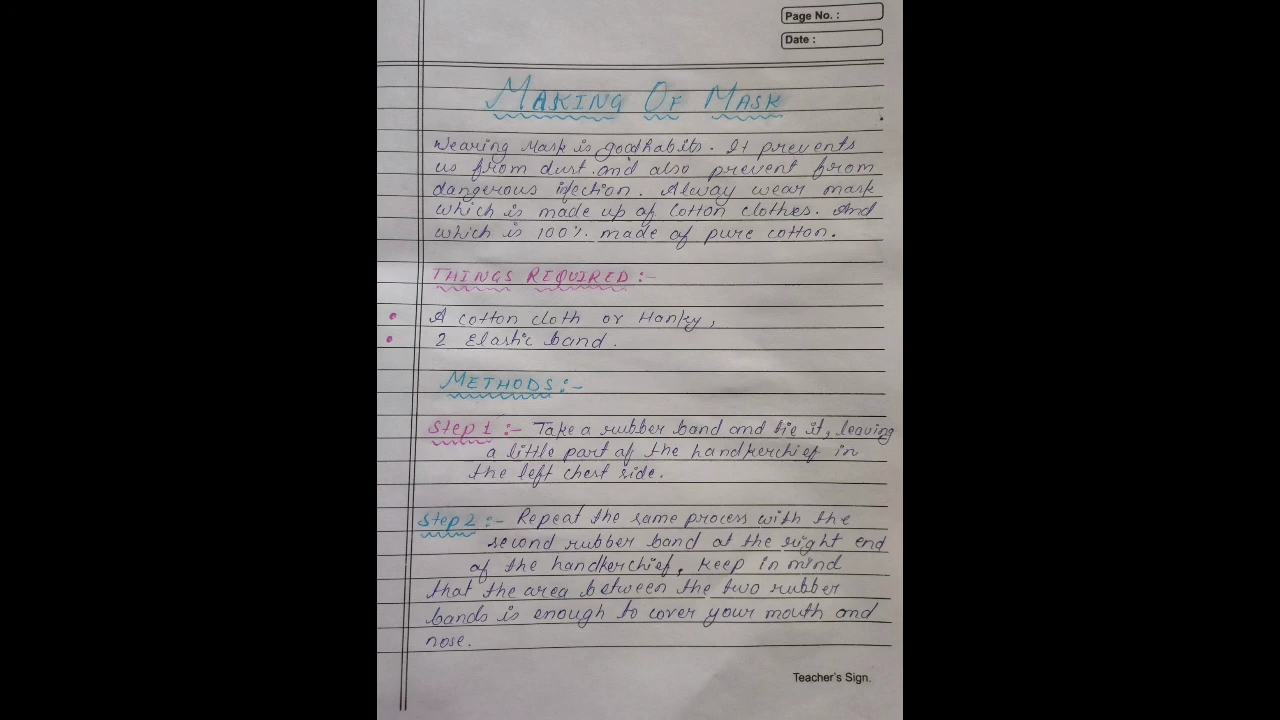 Page No. :
Date :
MAKING OF MASK
Wearing Mask is good habits. It prevents
us from dust. and also prevent from
dangerous ifection. Alway wear mask
which is made up of Cotton clothes. And
which is 100% made of pure cotton.
THINGS REQUIRED :-
• A cotton cloth or Hanky,
• 2 Elastic band.
METHODS :-
Step 1 :- Take a rubber band and tie it, leaving
a little part of the handkerchief in
the left chest side.
Step 2 :- Repeat the same process with the
second rubber band at the right end
of the handkerchief, keep in mind
that the area between the two rubber
bands is enough to cover your mouth and
nose.
Teacher's Sign.